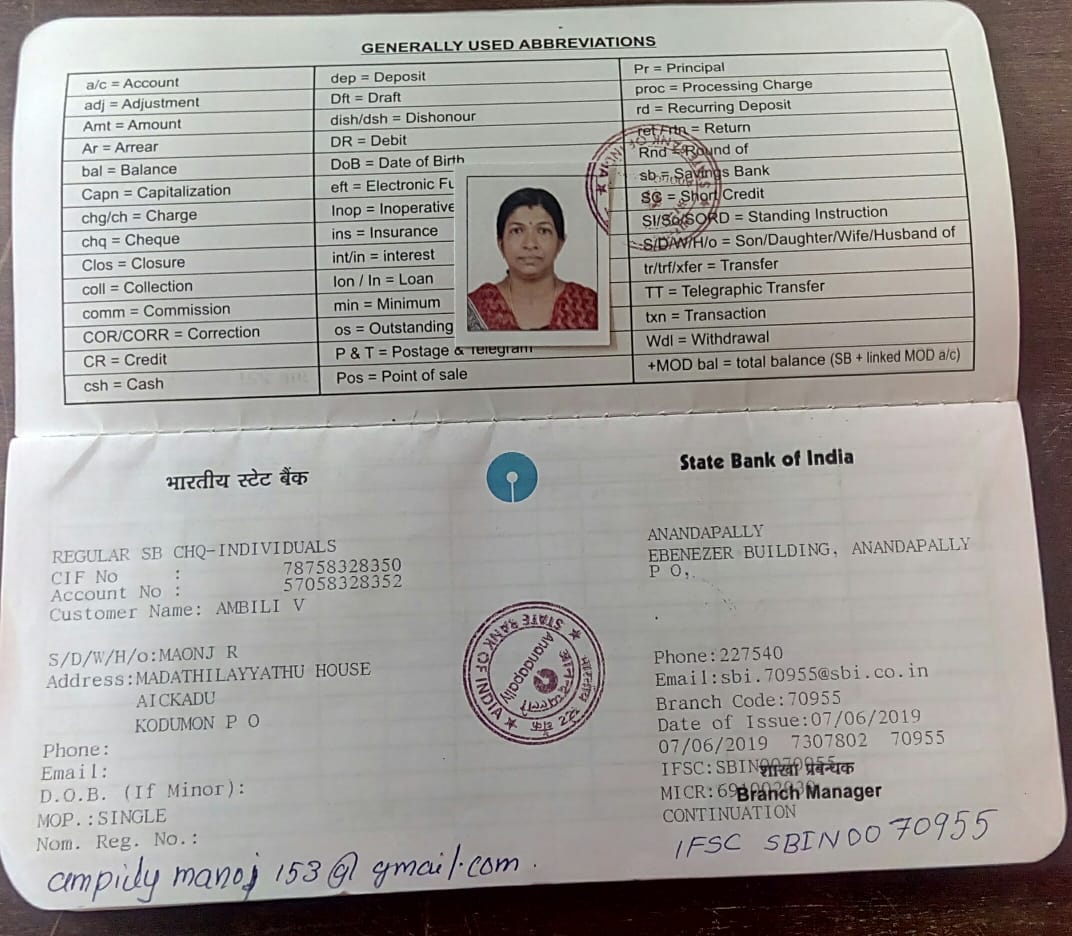 GENERALLY USED ABBREVIATIONS
a/c = Account
adj = Adjustment
Amt = Amount
Ar = Arrear
bal = Balance
Capn = Capitalization
chg/ch = Charge
chq = Cheque
Clos = Closure
coll = Collection
comm = Commission
COR/CORR = Correction
CR = Credit
csh = Cash
dep = Deposit
Dft = Draft
dish/dsh = Dishonour
DR = Debit
DoB = Date of Birth
eft = Electronic
Inop = Inoperative
ins = Insurance
int/in = interest
lon / ln = Loan
min = Minimum
os = Outstanding
P & T = Postage & Telegram
Pos = Point of sale
Pr = Principal
proc = Processing Charge
rd = Recurring Deposit
ret /rtn = Return
Rnd = Round of
sb = Savings Bank
SC = Short Credit
SI/So/SORD = Standing Instruction
S/D/W/H/o = Son/Daughter/Wife/Husband of
tr/trf/xfer = Transfer
TT = Telegraphic Transfer
txn = Transaction
Wdl = Withdrawal
+MOD bal = total balance (SB + linked MOD a/c)
भारतीय स्टेट बैंक
State Bank of India
REGULAR SB CHQ-INDIVIDUALS
CIF No : 78758328350
Account No : 57058328352
Customer Name: AMBILI V
S/D/W/H/o:MAONJ R
Address:MADATHILAYYATHU HOUSE
AICKADU
KODUMON P O
Phone:
Email:
D.O.B. (If Minor):
MOP.:SINGLE
Nom. Reg. No.:
ANANDAPALLY
EBENEZER BUILDING, ANANDAPALLY
P O,
Phone:227540
Email:sbi.70955@sbi.co.in
Branch Code:70955
Date of Issue:07/06/2019
07/06/2019 7307802 70955
IFSC:SBIN0070955
शाखा प्रबन्धक
MICR:
Branch Manager
CONTINUATION
IFSC SBIN0070955
ampily manoj 153@gmail.com
STATE BANK OF INDIA
Anandapally